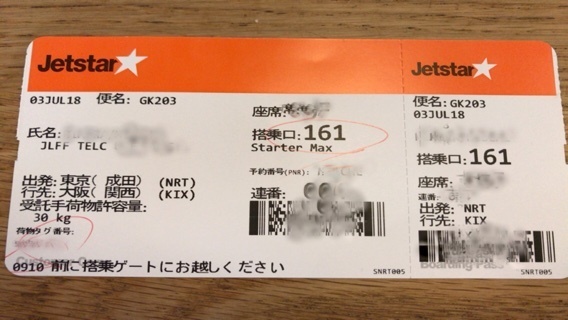 Jetstar
03JUL18 便名: GK203
氏名:
JLFF TELC
出発: 東京( 成田) (NRT)
行先: 大阪( 関西) (KIX)
受託手荷物許容量:
30 kg
荷物タグ番号:
0910 前に搭乗ゲートにお越しください
座席:
搭乗口: 161
Starter Max
予約番号(PNR):
連番:
SNRT005
Jetstar
便名: GK203
03JUL18
搭乗口: 161
座席:
連番:
出発: NRT
行先: KIX
Boarding Pass
SNRT005